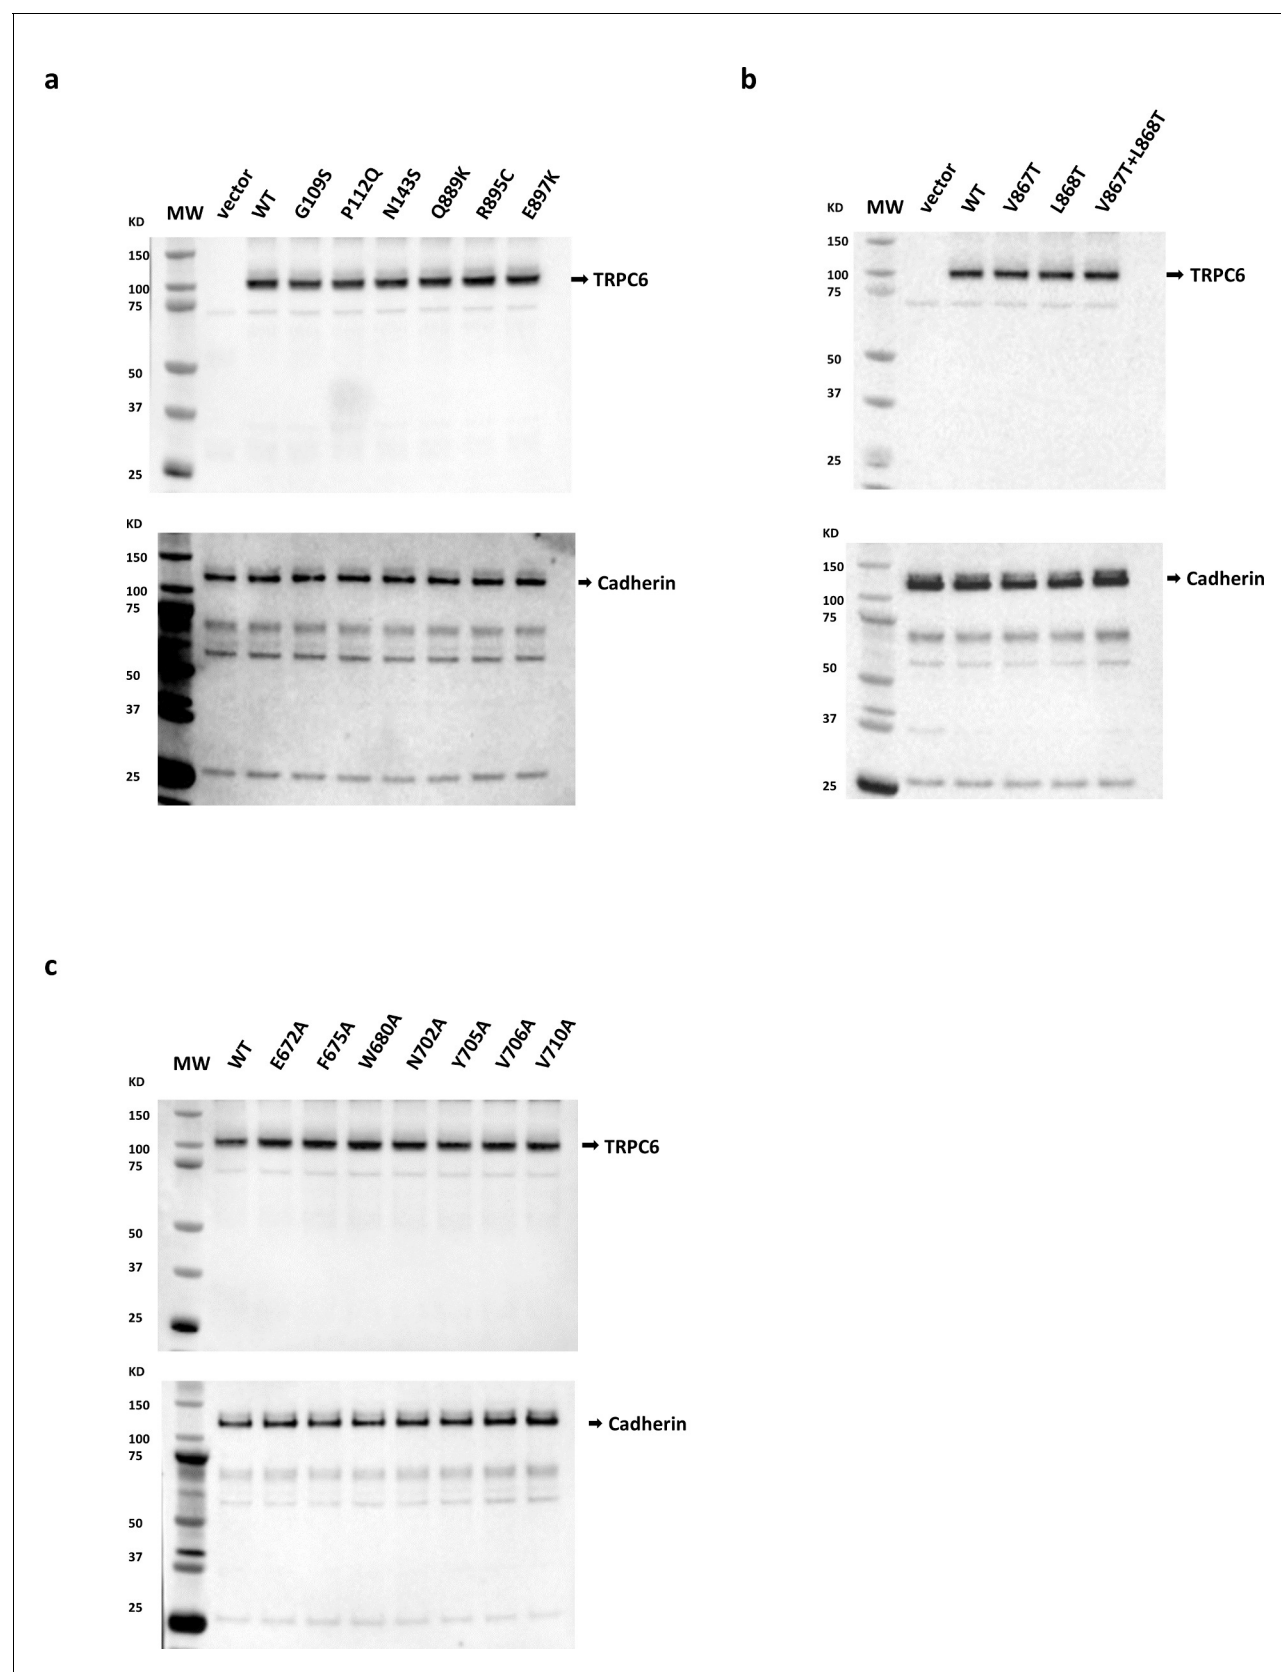 a
MW vector WT G109S P112Q N143S Q889K R895C E897K
KD
150
100
75
50
37
25
→ TRPC6
KD
150
100
75
50
37
25
→ Cadherin
b
MW vector WT V867T L868T V867T+L868T
KD
150
100
75
50
37
25
→ TRPC6
KD
150
100
75
50
37
25
→ Cadherin
c
MW WT E672A F675A W680A N702A Y705A V706A V710A
KD
150
100
75
50
37
25
→ TRPC6
KD
150
100
75
50
37
25
→ Cadherin